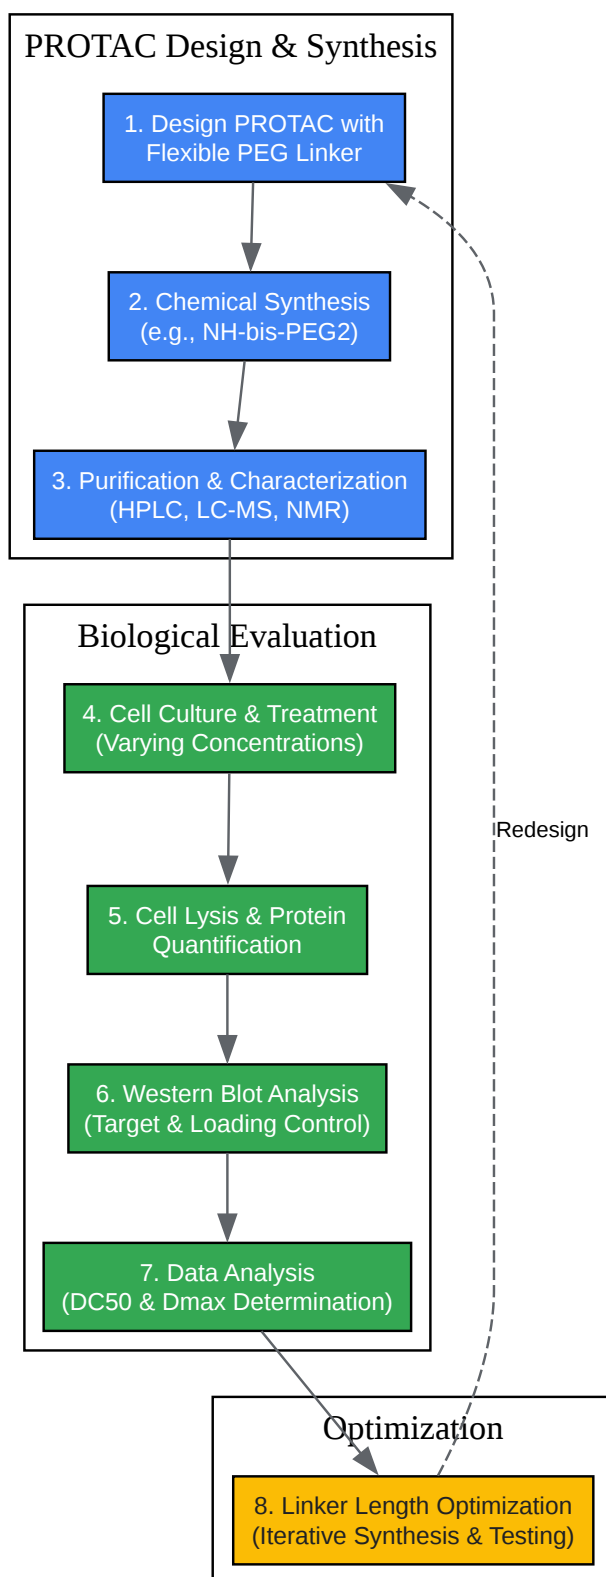 PROTAC Design & Synthesis
1. Design PROTAC with
Flexible PEG Linker
2. Chemical Synthesis
(e.g., NH-bis-PEG2)
3. Purification & Characterization
(HPLC, LC-MS, NMR)
Biological Evaluation
4. Cell Culture & Treatment
(Varying Concentrations)
Redesign
5. Cell Lysis & Protein
Quantification
6. Western Blot Analysis
(Target & Loading Control)
7. Data Analysis
(DC50 & Dmax Determination)
Optimization
8. Linker Length Optimization
(Iterative Synthesis & Testing)